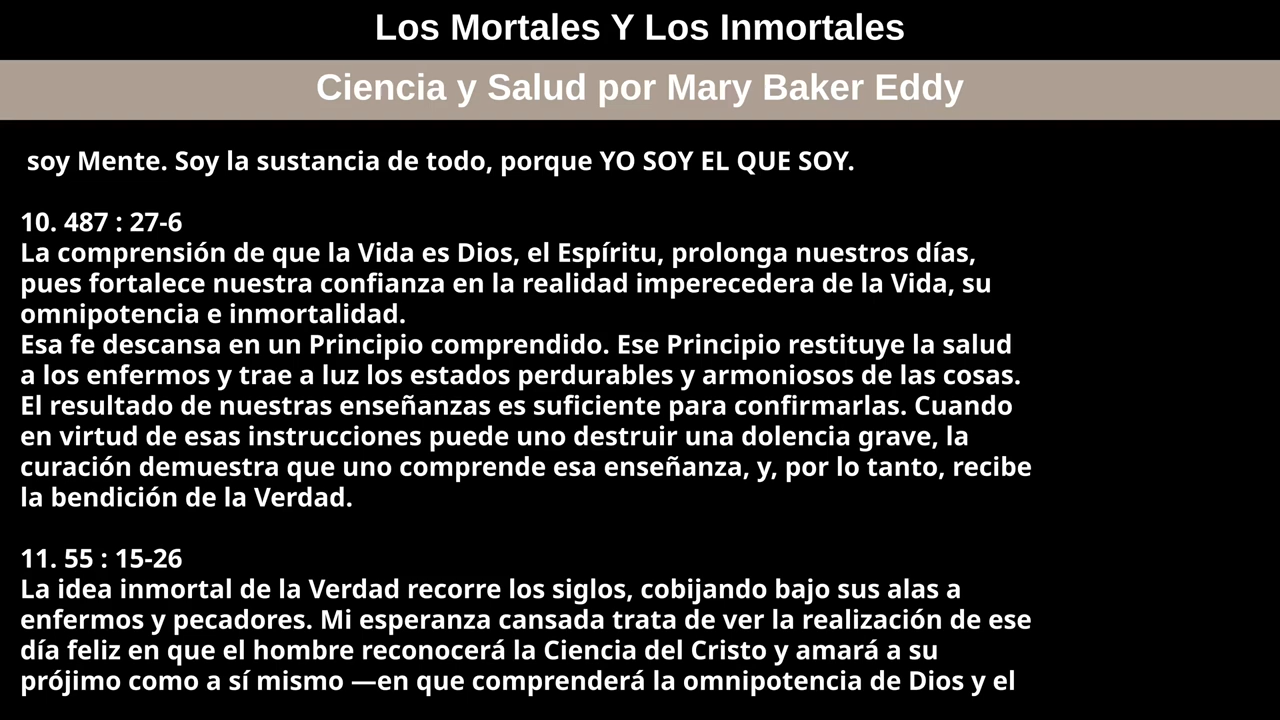 Los Mortales Y Los Inmortales
Ciencia y Salud por Mary Baker Eddy
soy Mente. Soy la sustancia de todo, porque YO SOY EL QUE SOY.
10. 487 : 27-6
La comprensión de que la Vida es Dios, el Espíritu, prolonga nuestros días,
pues fortalece nuestra confianza en la realidad imperecedera de la Vida, su
omnipotencia e inmortalidad.
Esa fe descansa en un Principio comprendido. Ese Principio restituye la salud
a los enfermos y trae a luz los estados perdurables y armoniosos de las cosas.
El resultado de nuestras enseñanzas es suficiente para confirmarlas. Cuando
en virtud de esas instrucciones puede uno destruir una dolencia grave, la
curación demuestra que uno comprende esa enseñanza, y, por lo tanto, recibe
la bendición de la Verdad.
11. 55 : 15-26
La idea inmortal de la Verdad recorre los siglos, cobijando bajo sus alas a
enfermos y pecadores. Mi esperanza cansada trata de ver la realización de ese
día feliz en que el hombre reconocerá la Ciencia del Cristo y amará a su
prójimo como a sí mismo —en que comprenderá la omnipotencia de Dios y el